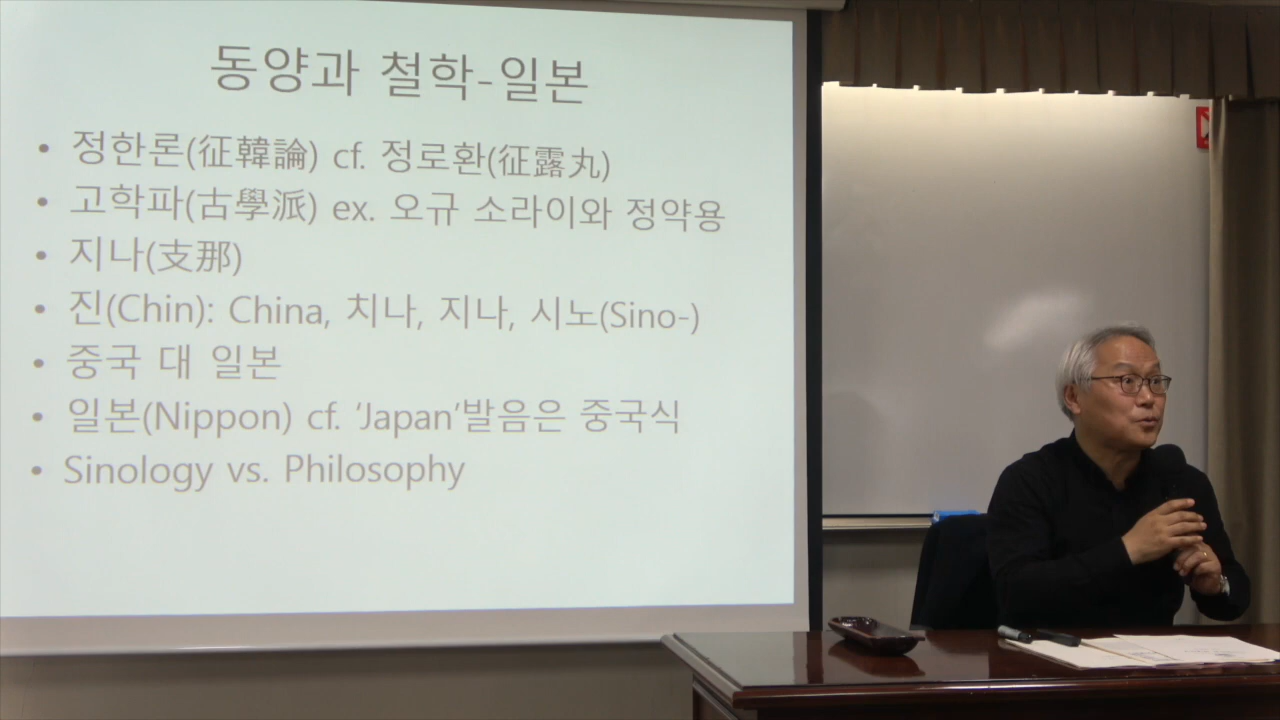 동양과 철학-일본
• 정한론(征韓論) cf. 정로환(征露丸)
• 고학파(古學派) ex. 오규 소라이와 정약용
• 지나(支那)
• 진(Chin): China, 치나, 지나, 시노(Sino-)
• 중국 대 일본
• 일본(Nippon) cf. ‘Japan’발음은 중국식
• Sinology vs. Philosophy